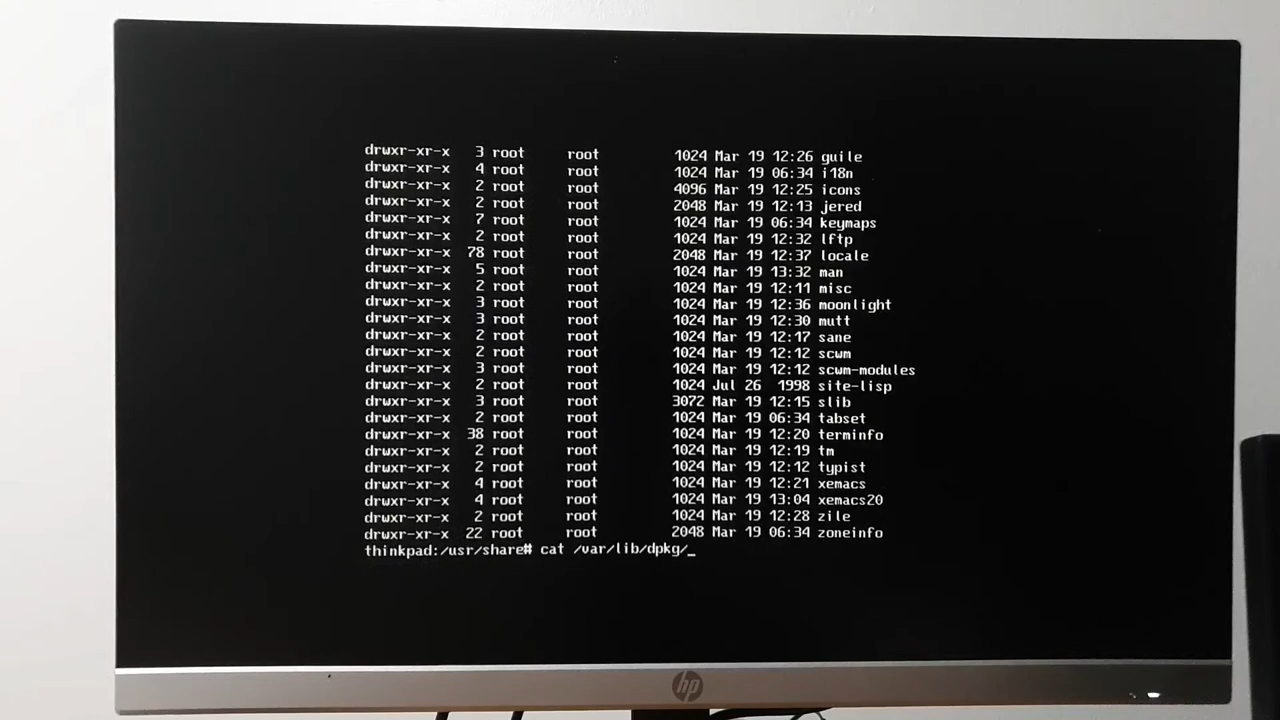 drwxr-xr-x 3 root root 1024 Mar 19 12:26 guile
drwxr-xr-x 4 root root 1024 Mar 19 06:34 i18n
drwxr-xr-x 2 root root 4096 Mar 19 12:25 icons
drwxr-xr-x 2 root root 2048 Mar 19 12:13 jered
drwxr-xr-x 7 root root 1024 Mar 19 06:34 keymaps
drwxr-xr-x 2 root root 1024 Mar 19 12:32 lftp
drwxr-xr-x 78 root root 2048 Mar 19 12:37 locale
drwxr-xr-x 5 root root 1024 Mar 19 13:32 man
drwxr-xr-x 2 root root 1024 Mar 19 12:11 misc
drwxr-xr-x 3 root root 1024 Mar 19 12:36 moonlight
drwxr-xr-x 3 root root 1024 Mar 19 12:30 mutt
drwxr-xr-x 2 root root 1024 Mar 19 12:17 sane
drwxr-xr-x 2 root root 1024 Mar 19 12:12 scwm
drwxr-xr-x 3 root root 1024 Mar 19 12:12 scwm-modules
drwxr-xr-x 2 root root 1024 Jul 26 1998 site-lisp
drwxr-xr-x 3 root root 3072 Mar 19 12:15 slib
drwxr-xr-x 2 root root 1024 Mar 19 06:34 tabset
drwxr-xr-x 38 root root 1024 Mar 19 12:20 terminfo
drwxr-xr-x 2 root root 1024 Mar 19 12:19 tm
drwxr-xr-x 2 root root 1024 Mar 19 12:12 typist
drwxr-xr-x 4 root root 1024 Mar 19 12:21 xemacs
drwxr-xr-x 4 root root 1024 Mar 19 13:04 xemacs20
drwxr-xr-x 2 root root 1024 Mar 19 12:28 zile
drwxr-xr-x 22 root root 2048 Mar 19 06:34 zoneinfo
thinkpad:/usr/share# cat /var/lib/dpkg/_
hp